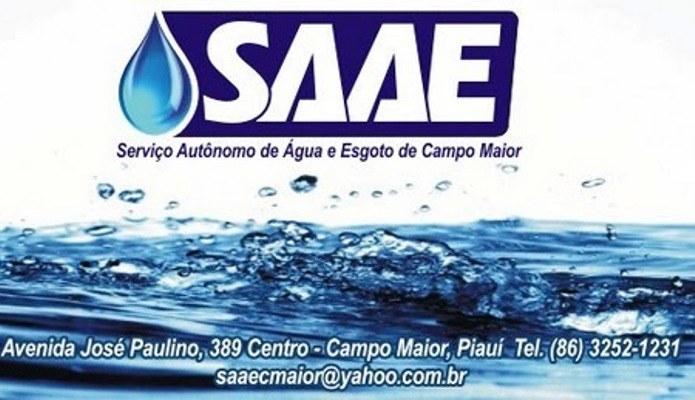 SAAE
Serviço Autônomo de Água e Esgoto de Campo Maior
Avenida José Paulino, 389 Centro - Campo Maior, Piauí Tel. (86) 3252-1231
saaecmaior@yahoo.com.br